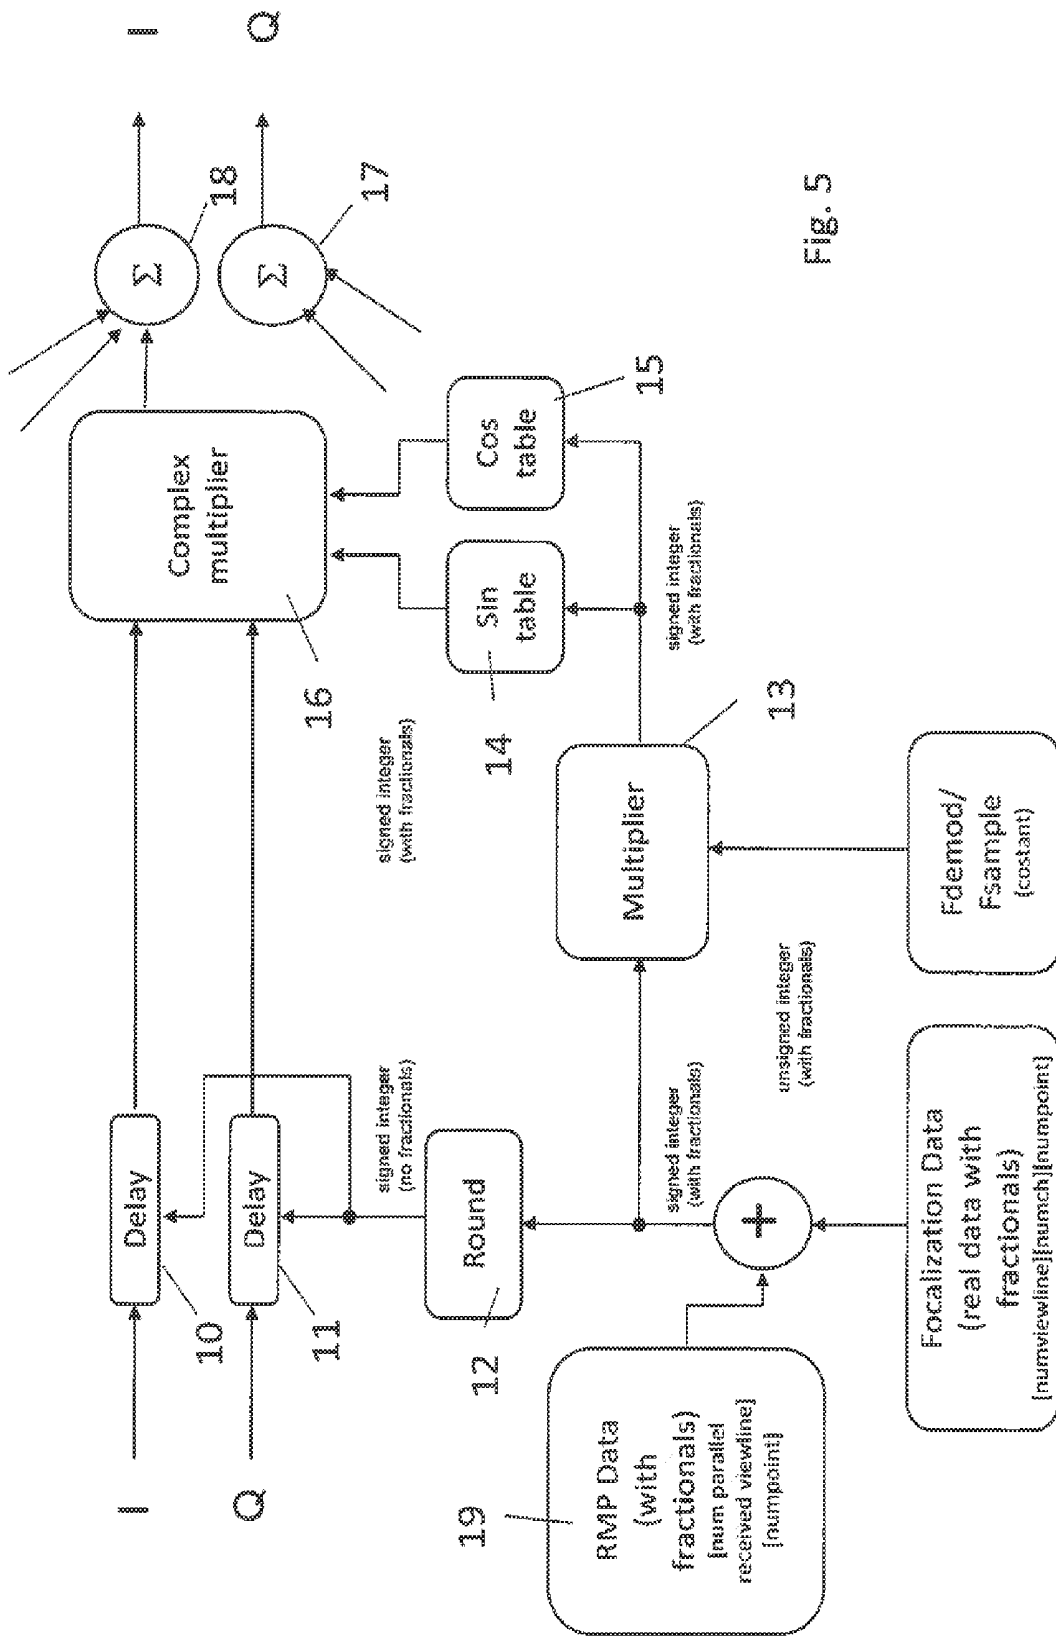 I
Q
Delay
10
Delay
11
signed integer
(no fractionals)
Round
12
Complex
multiplier
16
signed integer
(with fractionals)
Σ
18
Σ
17
I
Q
Sin
table
14
Cos
table
15
signed integer
(with fractionals)
Multiplier
13
signed integer
(with fractionals)
unsigned integer
(with fractionals)
+
19
RMP Data
(with
fractionals)
[num parallel
received viewline]
[numpoint]
Focalization Data
(real data with
fractionals)
[numviewline][numch][numpoint]
Fdemod/
Fsample
(costant)
Fig. 5